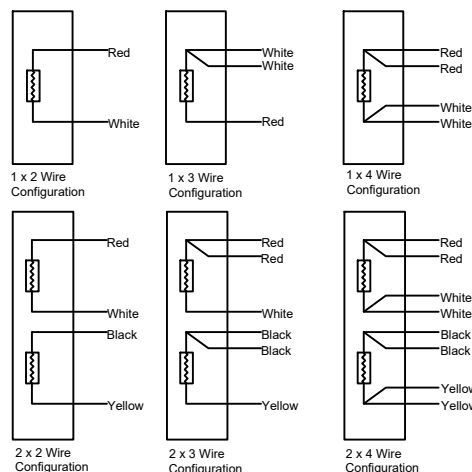 Red
White
1 x 2 Wire
Configuration
White
White
Red
1 x 3 Wire
Configuration
Red
Red
White
White
1 x 4 Wire
Configuration
Red
White
Black
Yellow
2 x 2 Wire
Configuration
Red
Red
White
Black
Black
Yellow
2 x 3 Wire
Configuration
Red
Red
White
White
Black
Black
Yellow
Yellow
2 x 4 Wire
Configuration